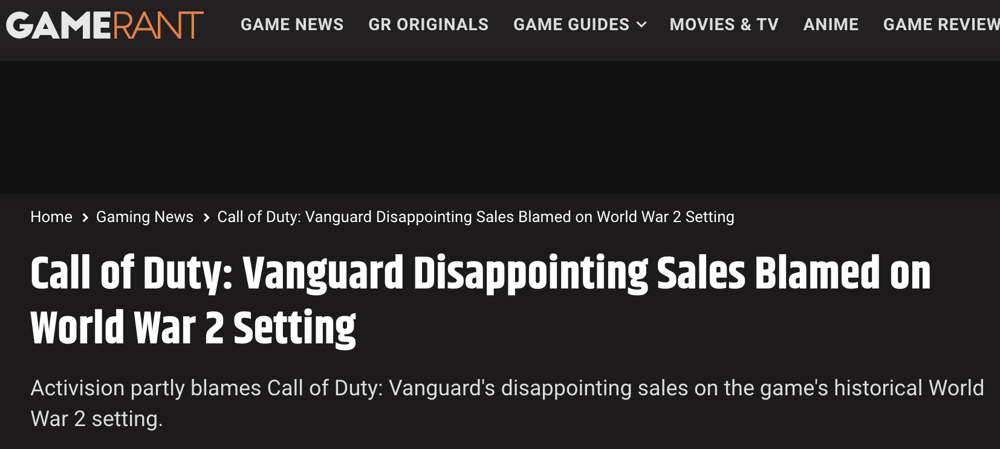 GAMERANT GAME NEWS GR ORIGINALS GAME GUIDES MOVIES & TV ANIME GAME REVIEW
Home > Gaming News > Call of Duty: Vanguard Disappointing Sales Blamed on World War 2 Setting
Call of Duty: Vanguard Disappointing Sales Blamed on
World War 2 Setting
Activision partly blames Call of Duty: Vanguard's disappointing sales on the game's historical World
War 2 setting.